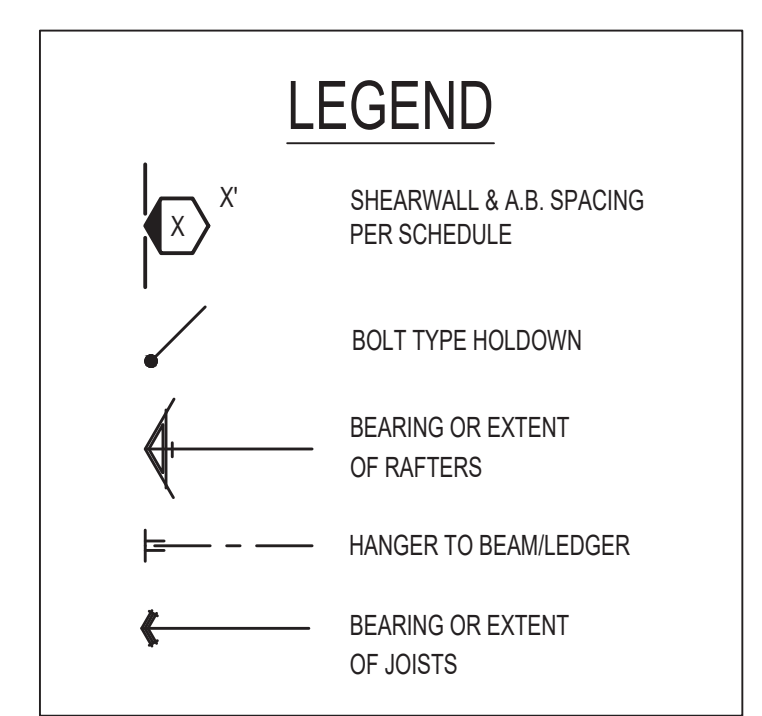 LEGEND
X X'
SHEARWALL & A.B. SPACING
PER SCHEDULE
BOLT TYPE HOLDOWN
BEARING OR EXTENT
OF RAFTERS
HANGER TO BEAM/LEDGER
BEARING OR EXTENT
OF JOISTS